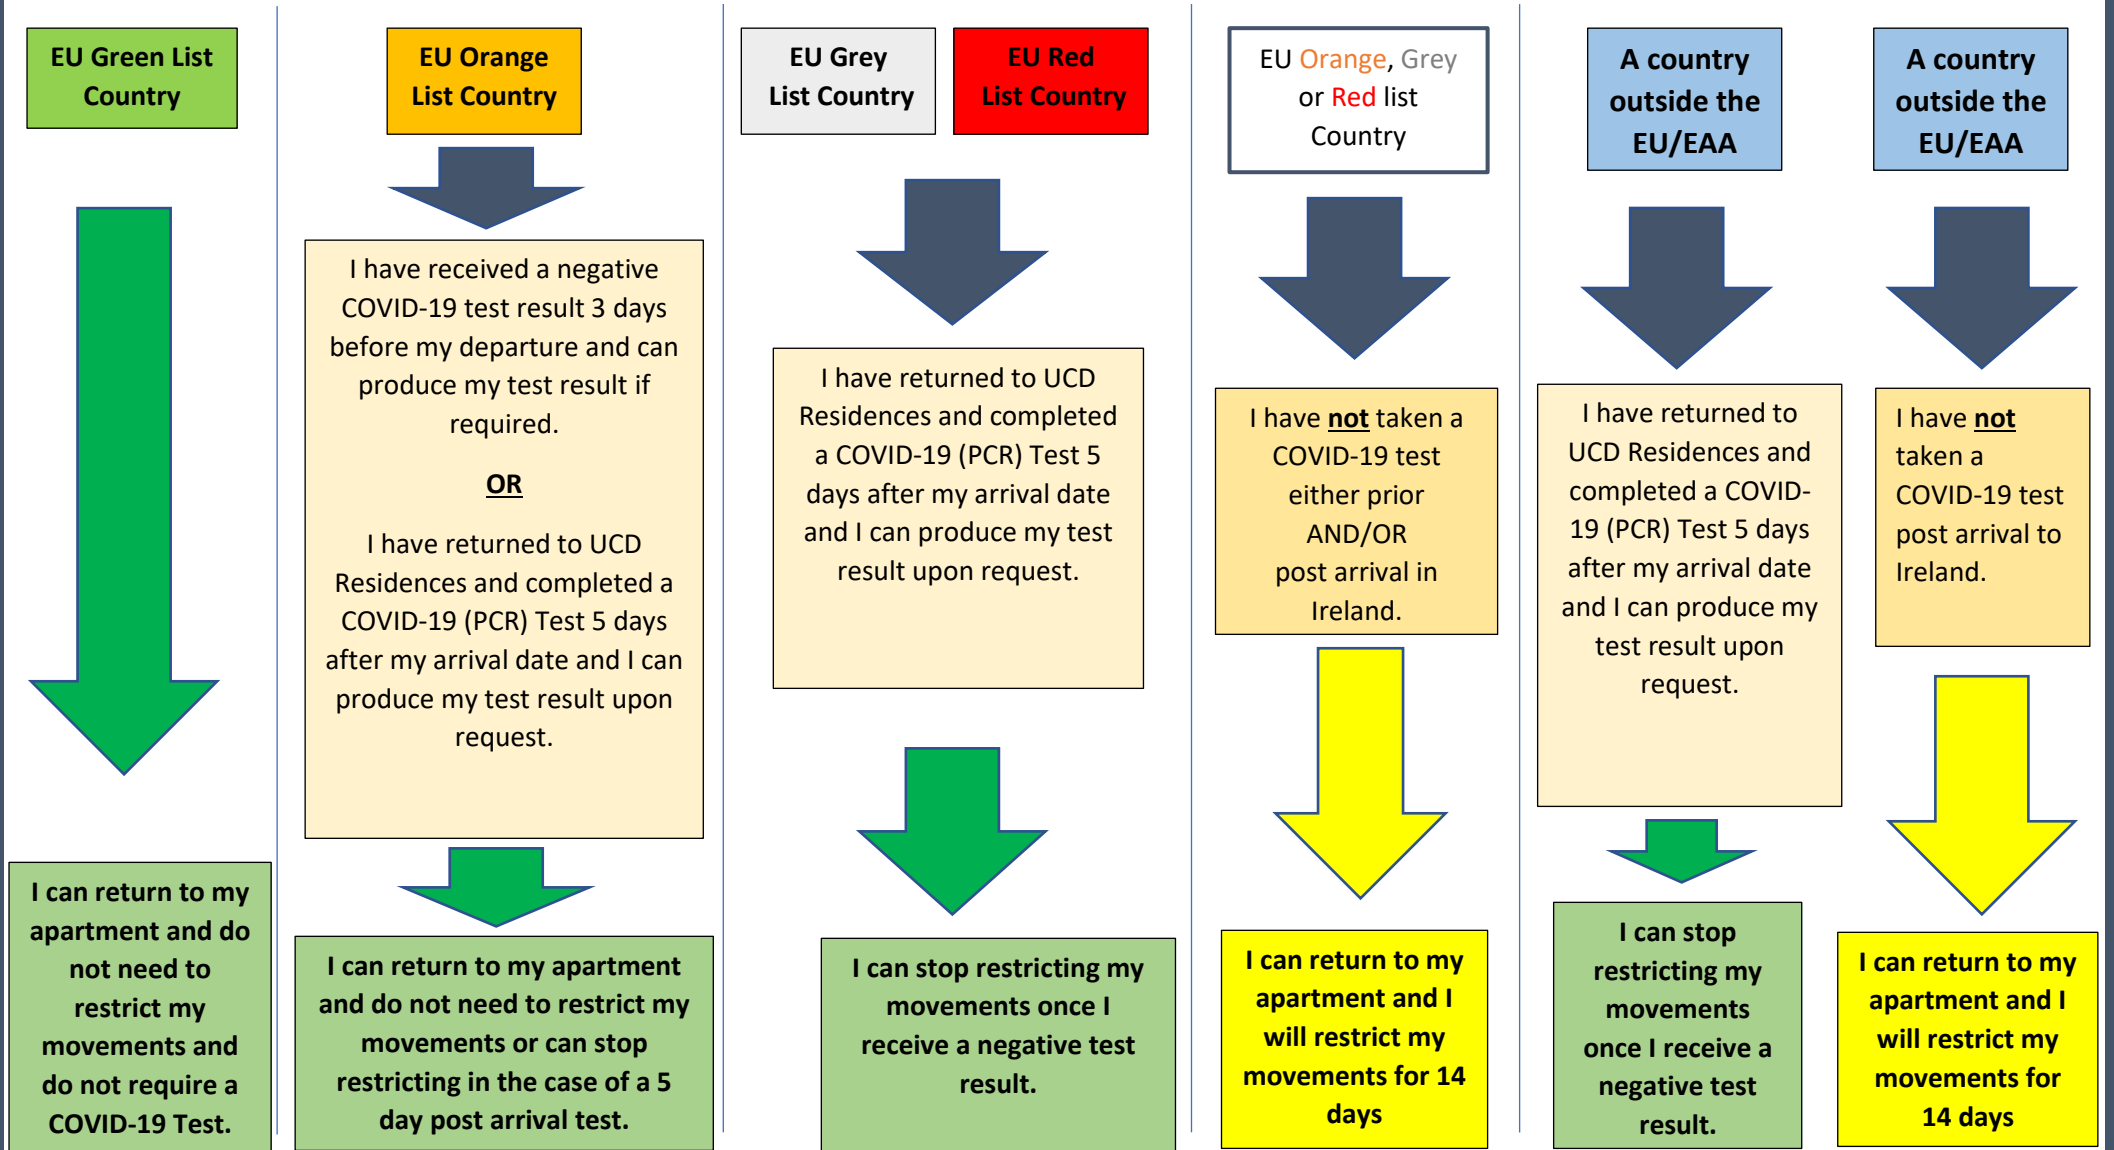 EU Green List
Country
I can return to my
apartment and do
not need to
restrict my
movements and
do not require a
COVID-19 Test.
EU Orange
List Country
I have received a negative
COVID-19 test result 3 days
before my departure and can
produce my test result if
required.
OR
I have returned to UCD
Residences and completed a
COVID-19 (PCR) Test 5 days
after my arrival date and I can
produce my test result upon
request.
I can return to my apartment
and do not need to restrict my
movements or can stop
restricting in the case of a 5
day post arrival test.
EU Grey
List Country
EU Red
List Country
I have returned to UCD
Residences and completed
a COVID-19 (PCR) Test 5
days after my arrival date
and I can produce my test
result upon request.
I can stop restricting my
movements once I
receive a negative test
result.
EU Orange, Grey
or Red list
Country
I have not taken a
COVID-19 test
either prior
AND/OR
post arrival in
Ireland.
I can return to my
apartment and I
will restrict my
movements for 14
days
A country
outside the
EU/EAA
I have returned to
UCD Residences and
completed a COVID-
19 (PCR) Test 5 days
after my arrival date
and I can produce my
test result upon
request.
I can stop
restricting my
movements
once I receive a
negative test
result.
A country
outside the
EU/EAA
I have not
taken a
COVID-19 test
post arrival to
Ireland.
I can return to my
apartment and I
will restrict my
movements for
14 days